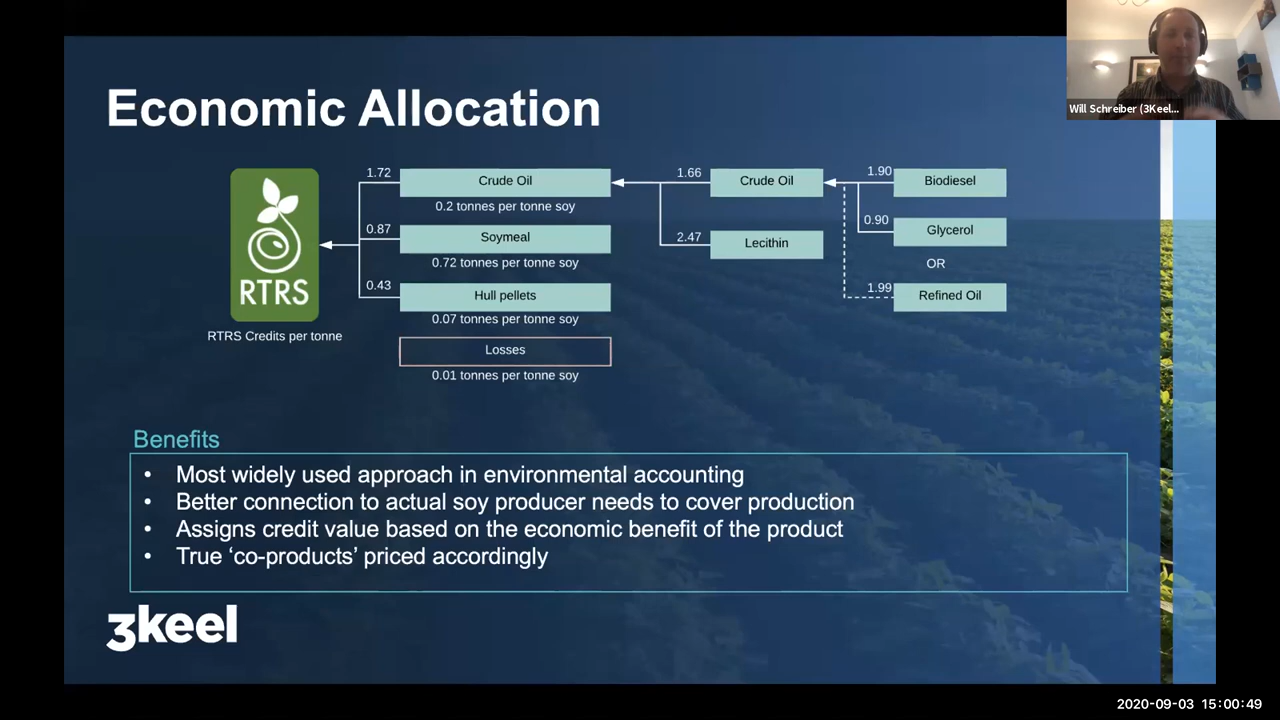 Will Schreiber (3Keel...
Economic Allocation
RTRS
RTRS Credits per tonne
1.72
Crude Oil
0.2 tonnes per tonne soy
0.87
Soymeal
0.72 tonnes per tonne soy
0.43
Hull pellets
0.07 tonnes per tonne soy
Losses
0.01 tonnes per tonne soy
1.66
Crude Oil
2.47
Lecithin
1.90
Biodiesel
0.90
Glycerol
OR
1.99
Refined Oil
Benefits
• Most widely used approach in environmental accounting
• Better connection to actual soy producer needs to cover production
• Assigns credit value based on the economic benefit of the product
• True ‘co-products’ priced accordingly
3keel
2020-09-03 15:00:49